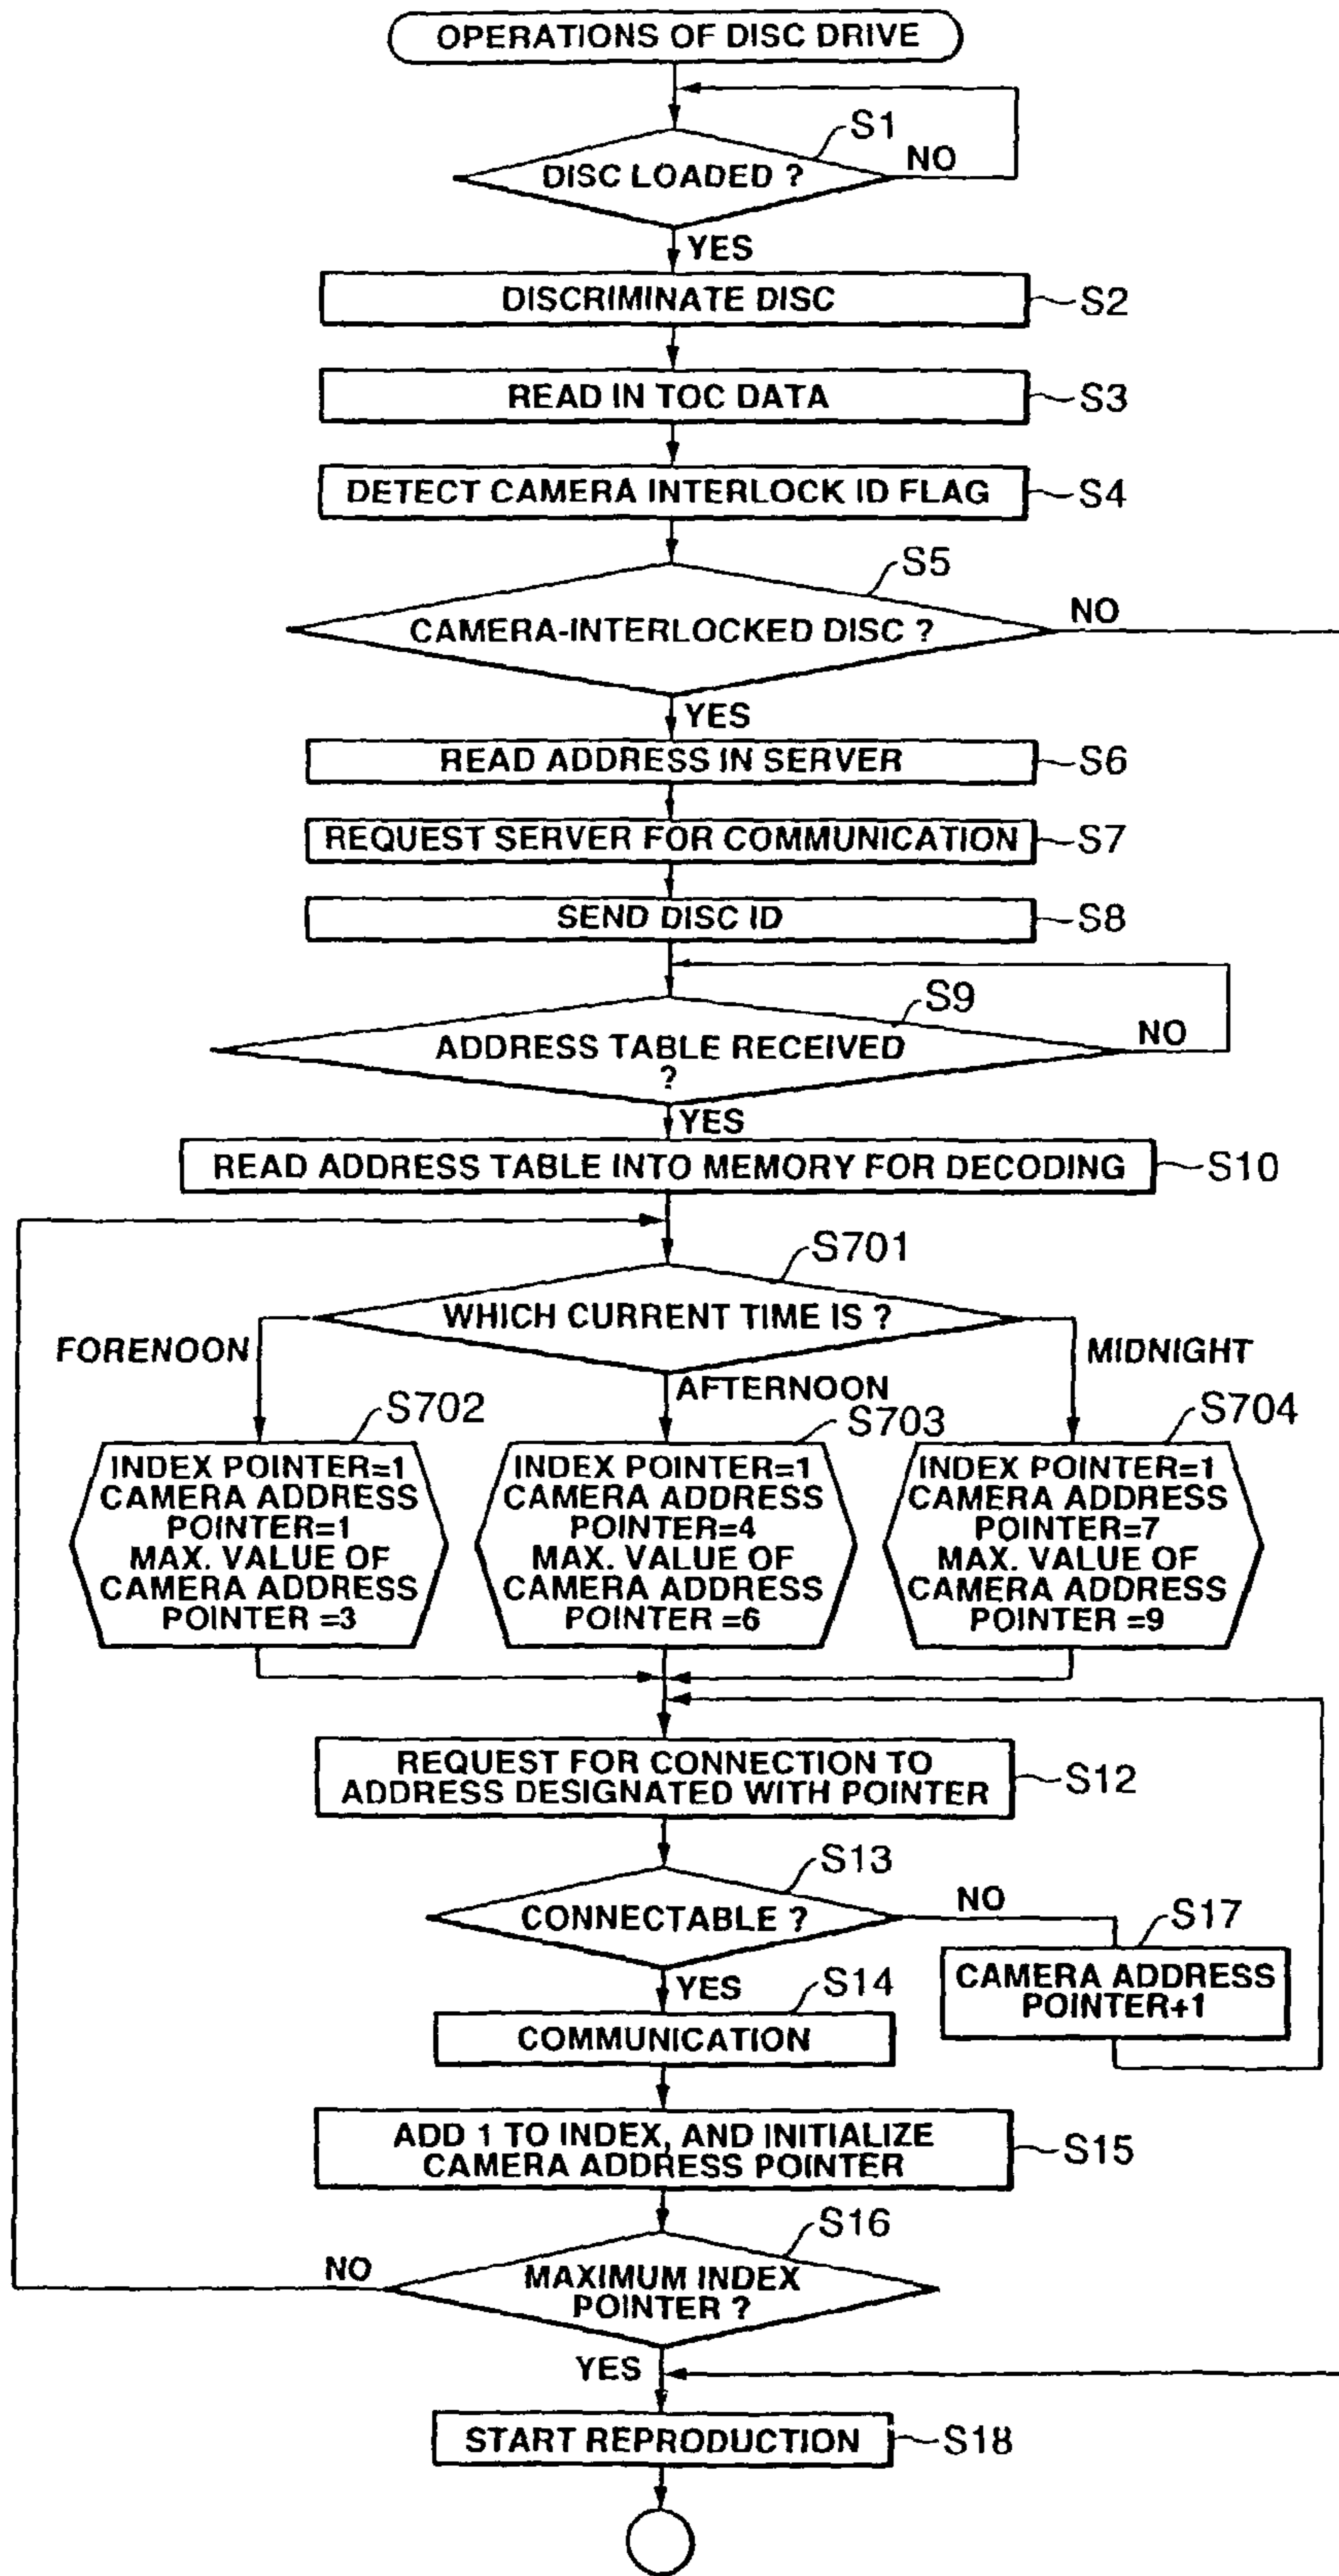 OPERATIONS OF DISC DRIVE
S1
DISC LOADED ?
NO
YES
DISCRIMINATE DISC
S2
READ IN TOC DATA
S3
DETECT CAMERA INTERLOCK ID FLAG
S4
S5
CAMERA-INTERLOCKED DISC ?
NO
YES
READ ADDRESS IN SERVER
S6
REQUEST SERVER FOR COMMUNICATION
S7
SEND DISC ID
S8
S9
ADDRESS TABLE RECEIVED
?
NO
YES
READ ADDRESS TABLE INTO MEMORY FOR DECODING
S10
S701
WHICH CURRENT TIME IS ?
FORENOON
AFTERNOON
MIDNIGHT
S702
INDEX POINTER=1
CAMERA ADDRESS
POINTER=1
MAX. VALUE OF
CAMERA ADDRESS
POINTER =3
S703
INDEX POINTER=1
CAMERA ADDRESS
POINTER=4
MAX. VALUE OF
CAMERA ADDRESS
POINTER =6
S704
INDEX POINTER=1
CAMERA ADDRESS
POINTER=7
MAX. VALUE OF
CAMERA ADDRESS
POINTER =9
REQUEST FOR CONNECTION TO
ADDRESS DESIGNATED WITH POINTER
S12
S13
CONNECTABLE ?
NO
S17
CAMERA ADDRESS
POINTER+1
YES
S14
COMMUNICATION
ADD 1 TO INDEX, AND INITIALIZE
CAMERA ADDRESS POINTER
S15
S16
MAXIMUM INDEX
POINTER ?
NO
YES
START REPRODUCTION
S18